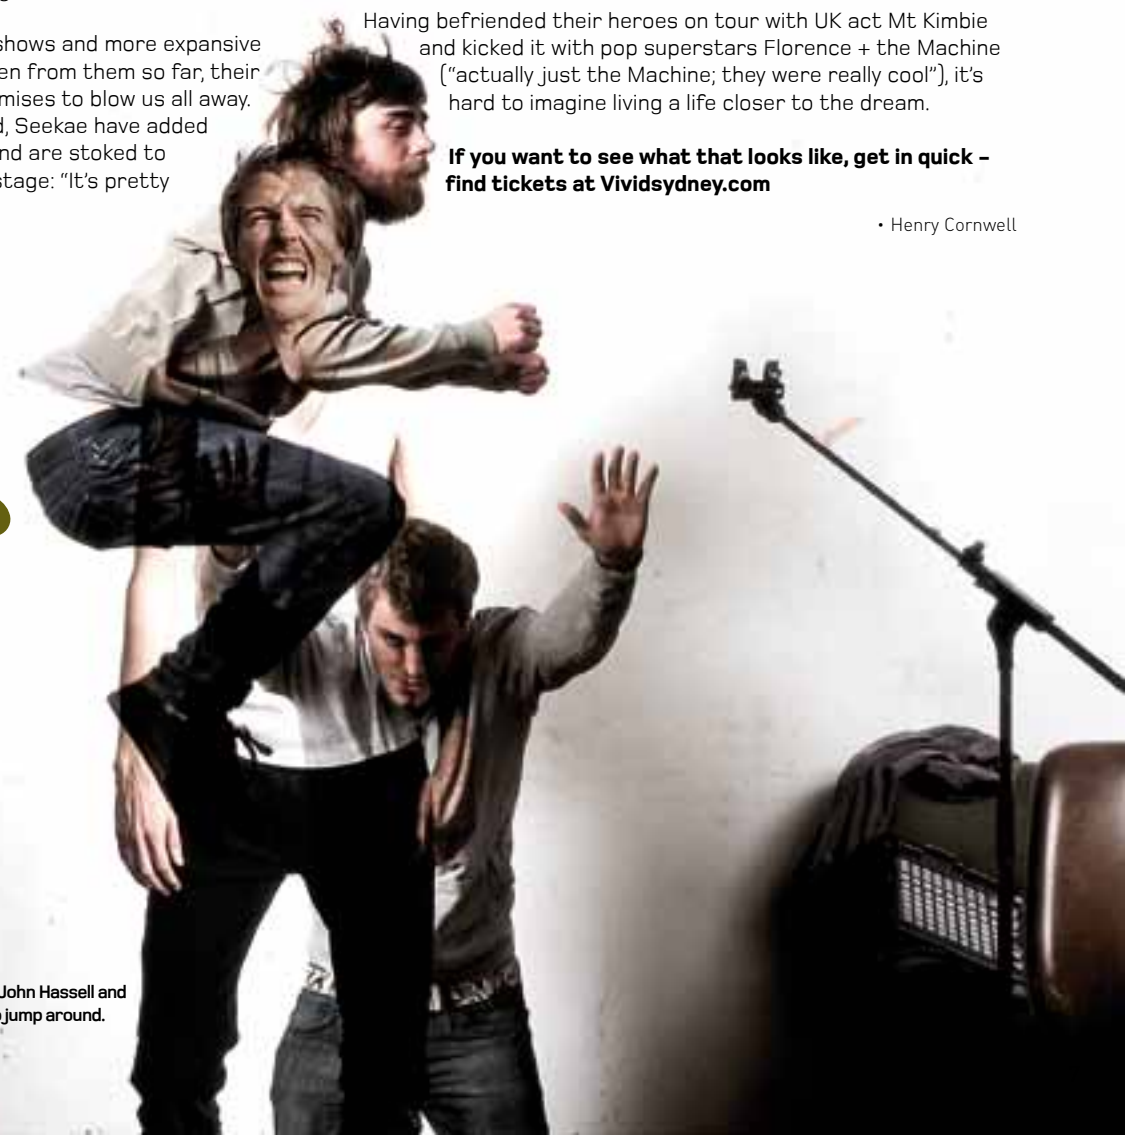 shows and more expansive
en from them so far, their
mises to blow us all away.
d, Seekae have added
nd are stoked to
stage: “It’s pretty
Having befriended their heroes on tour with UK act Mt Kimbie
and kicked it with pop superstars Florence + the Machine
(“actually just the Machine; they were really cool”), it’s
hard to imagine living a life closer to the dream.
If you want to see what that looks like, get in quick –
find tickets at Vividsydney.com
• Henry Cornwell
John Hassell and
jump around.